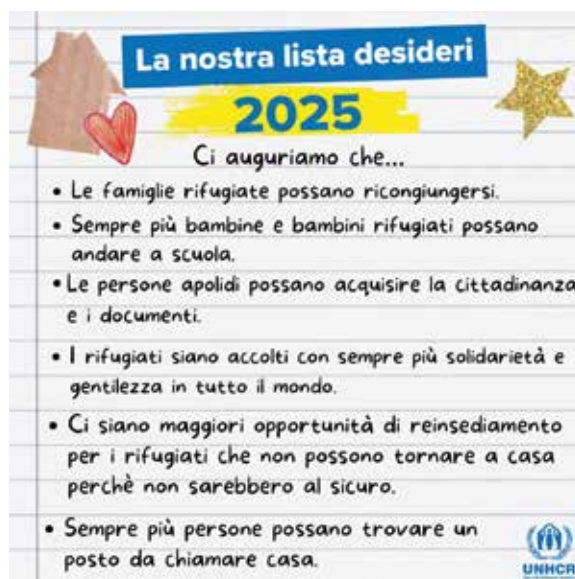 La nostra lista desideri
2025
Ci auguriamo che...
• Le famiglie rifugiate possano ricongiungersi.
• Sempre più bambine e bambini rifugiati possano
andare a scuola.
• Le persone apolidi possano acquisire la cittadinanza
e i documenti.
• I rifugiati siano accolti con sempre più solidarietà e
gentilezza in tutto il mondo.
• Ci siano maggiori opportunità di reinsediamento
per i rifugiati che non possono tornare a casa
perchè non sarebbero al sicuro.
• Sempre più persone possano trovare un
posto da chiamare casa.
UNHCR